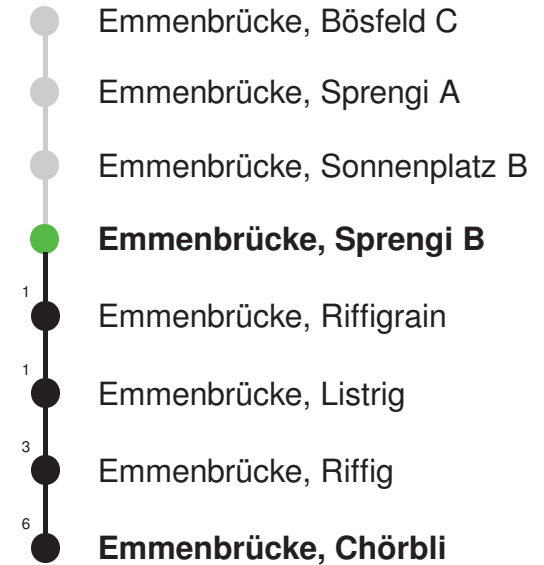 Emmenbrücke, Bösfeld C
Emmenbrücke, Sprengi A
Emmenbrücke, Sonnenplatz B
Emmenbrücke, Sprengi B
1 Emmenbrücke, Riffigrain
1 Emmenbrücke, Listrig
3 Emmenbrücke, Riffig
6 Emmenbrücke, Chörbli